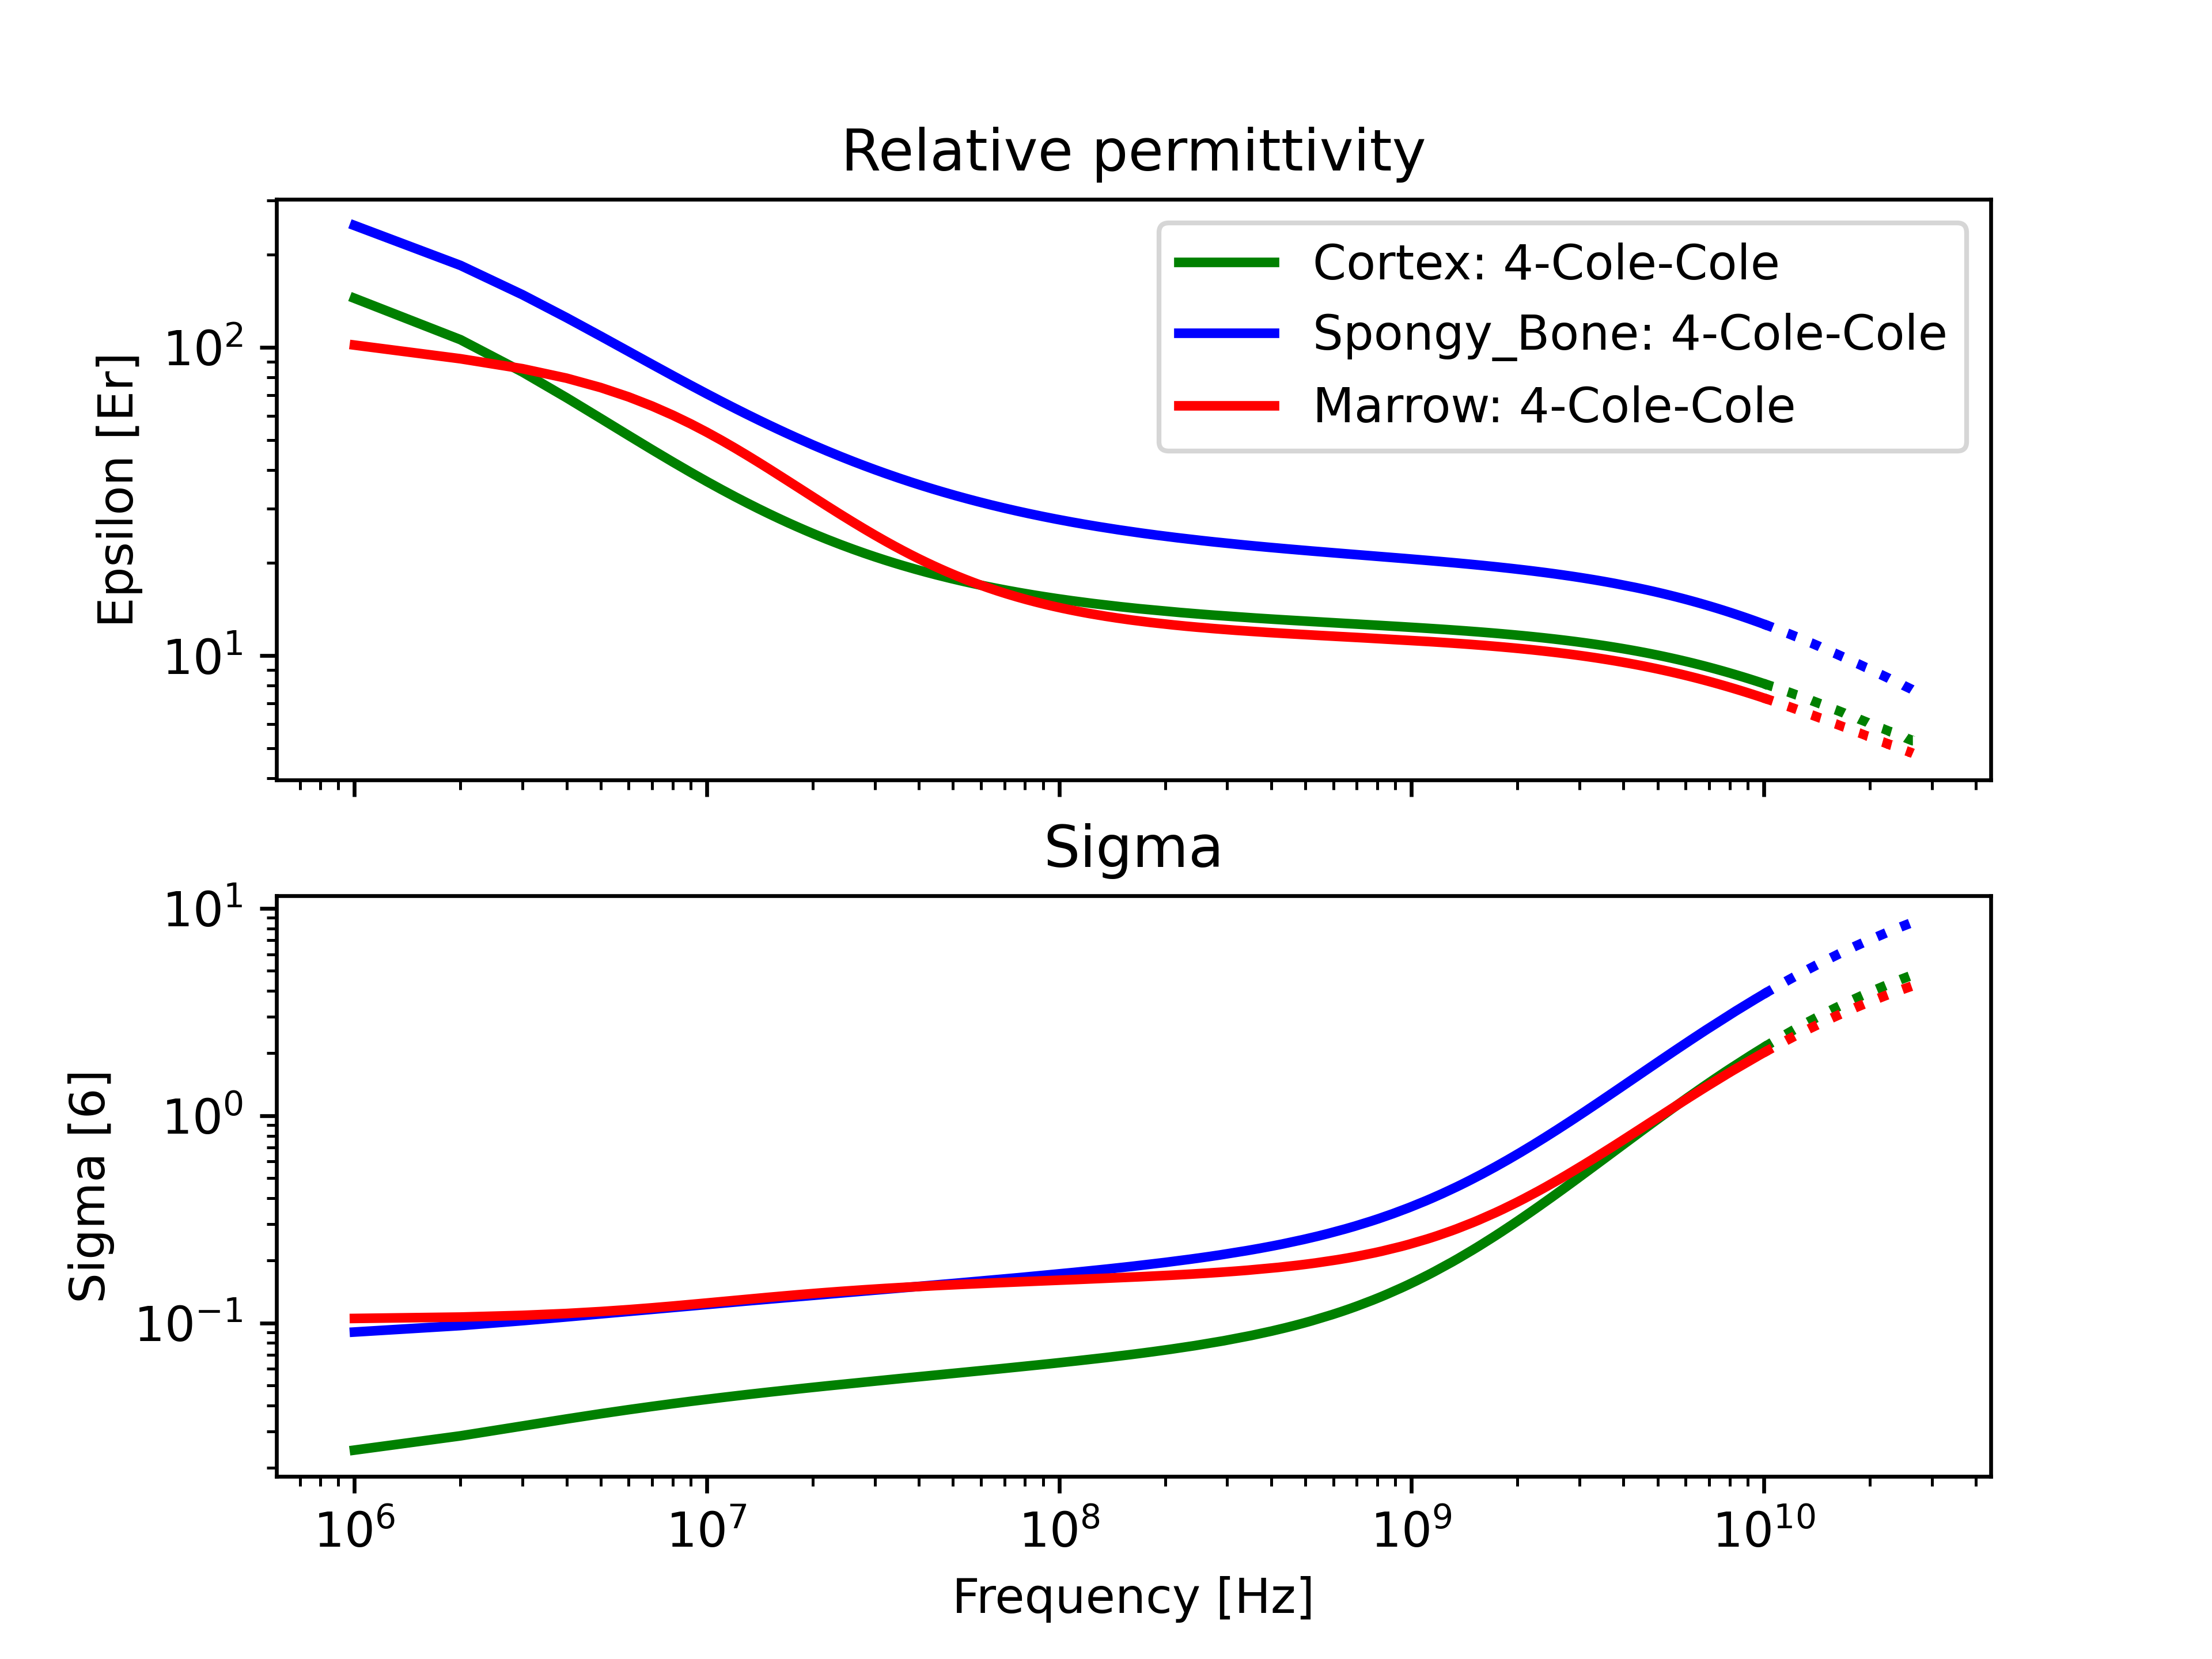 Relative permittivity
Epsilon [Er]
10²
10¹
Cortex: 4-Cole-Cole
Spongy_Bone: 4-Cole-Cole
Marrow: 4-Cole-Cole
Sigma
Sigma [6]
10¹
10⁰
10⁻¹
10⁶ 10⁷ 10⁸ 10⁹ 10¹⁰
Frequency [Hz]